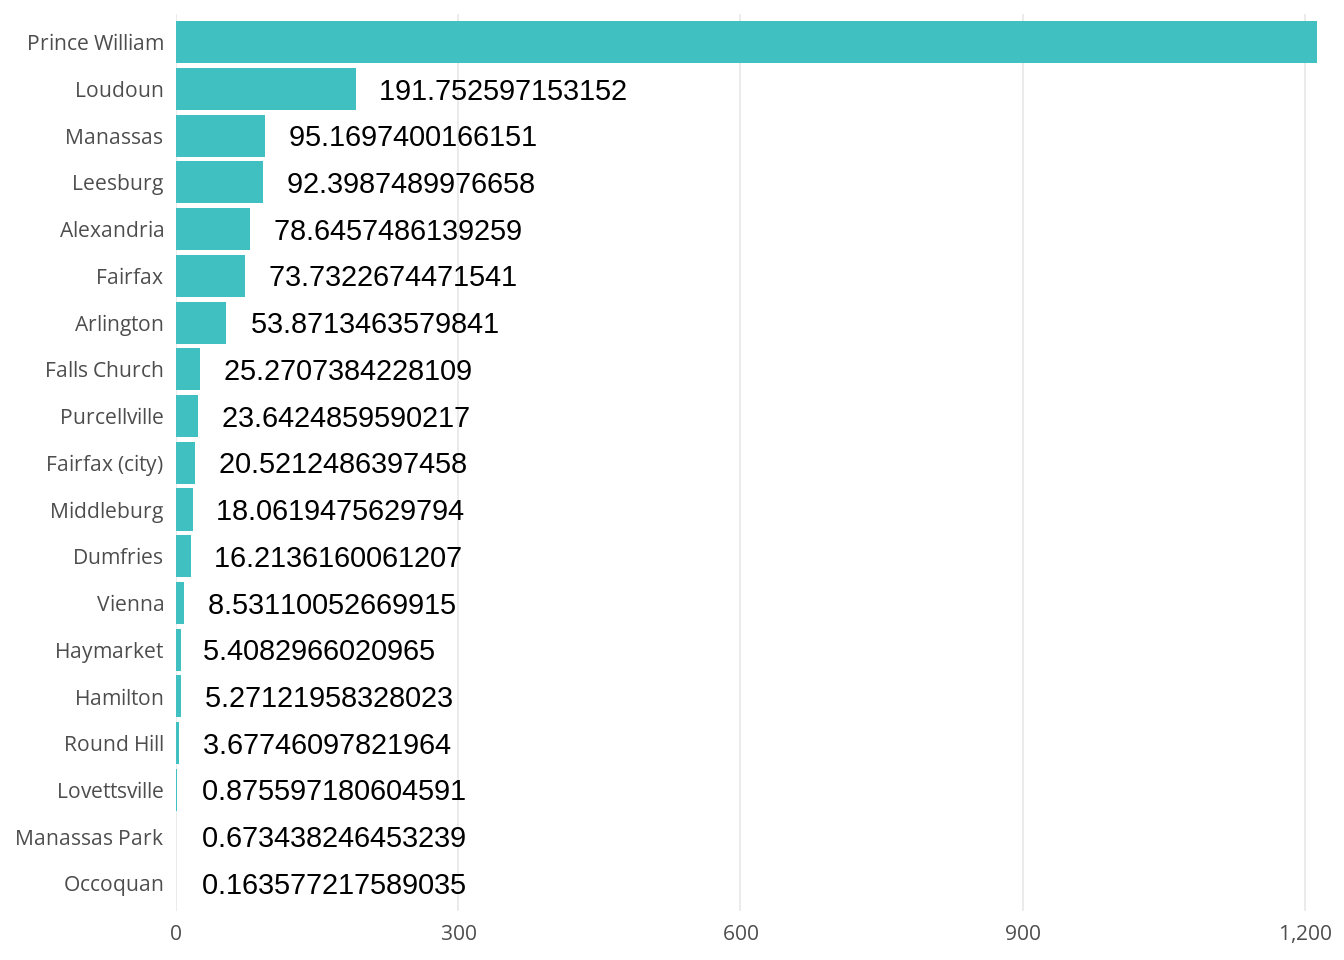 Prince William
Loudoun 191.752597153152
Manassas 95.1697400166151
Leesburg 92.3987489976658
Alexandria 78.6457486139259
Fairfax 73.7322674471541
Arlington 53.8713463579841
Falls Church 25.2707384228109
Purcellville 23.6424859590217
Fairfax (city) 20.5212486397458
Middleburg 18.0619475629794
Dumfries 16.2136160061207
Vienna 8.53110052669915
Haymarket 5.4082966020965
Hamilton 5.27121958328023
Round Hill 3.67746097821964
Lovettsville 0.875597180604591
Manassas Park 0.673438246453239
Occoquan 0.163577217589035
0 300 600 900 1,200